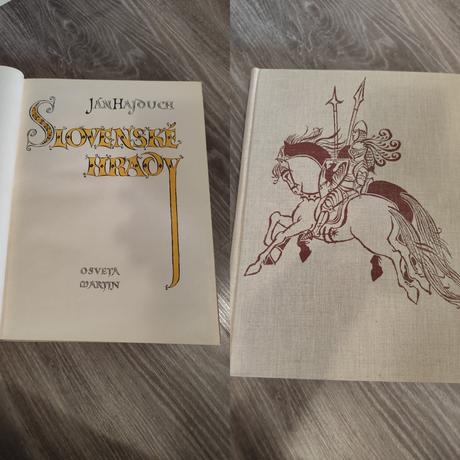 JÁN HAJDUCH
SLOVENSKÉ
HRADY
OSVETA
MARTIN